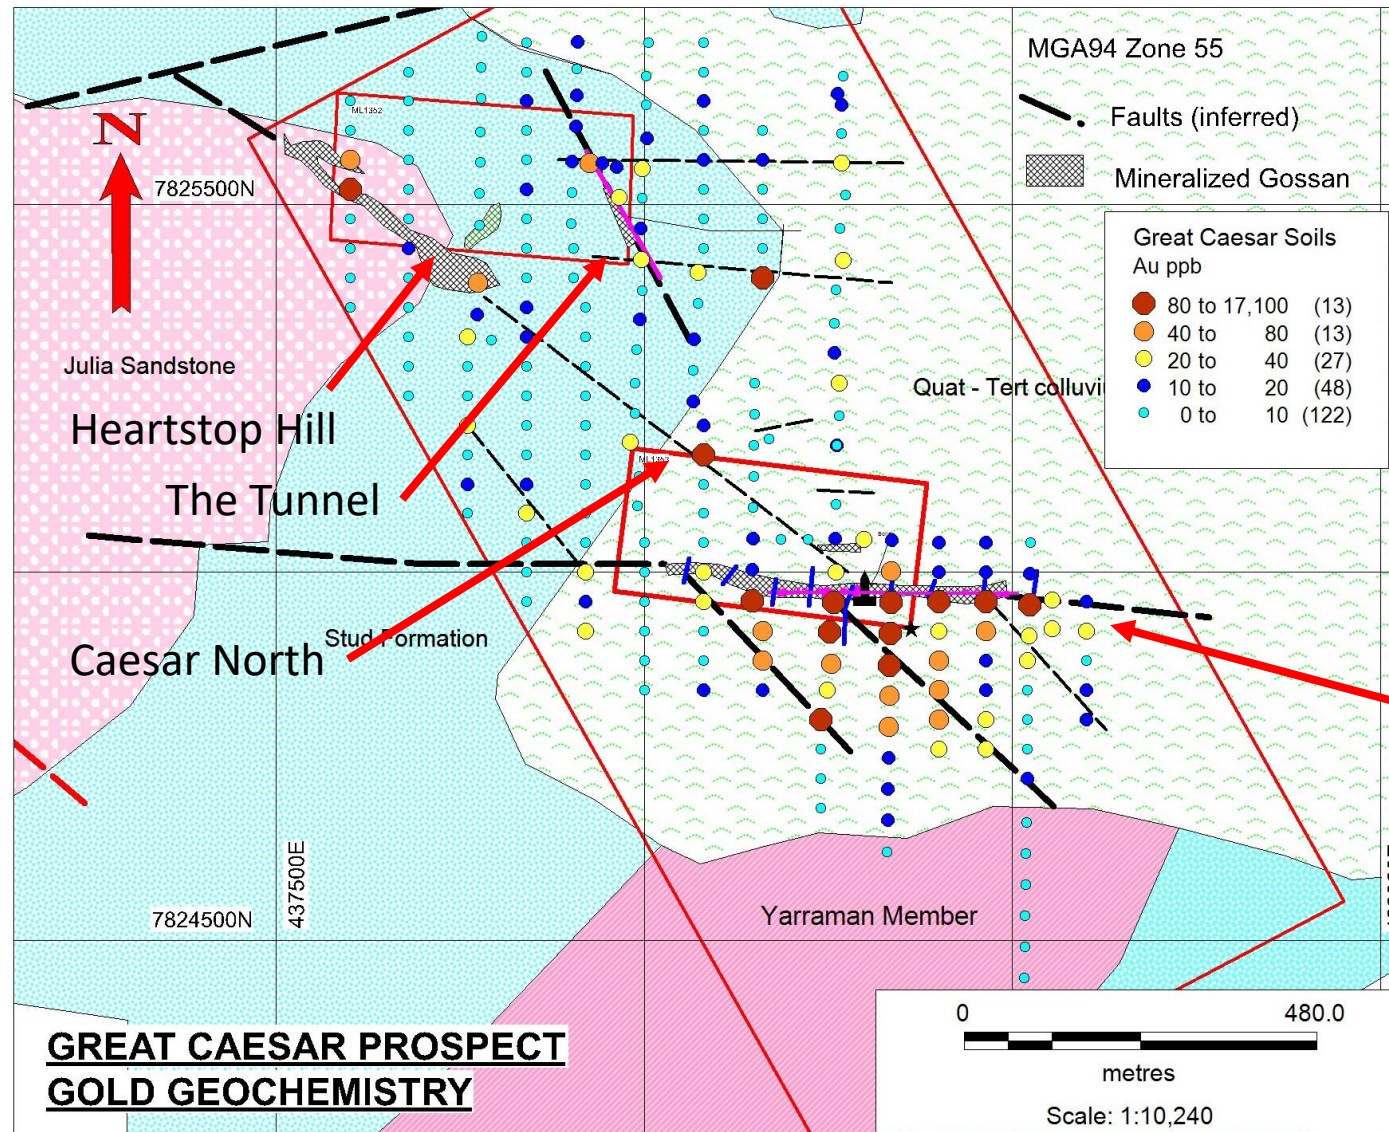 MGA94 Zone 55
Faults (inferred)
Mineralized Gossan
ML1352
N
7825500N
Great Caesar Soils
Au ppb
80 to 17,100 (13)
40 to 80 (13)
20 to 40 (27)
10 to 20 (48)
0 to 10 (122)
Julia Sandstone
Quat - Tert colluvi
Heartstop Hill
ML1353
The Tunnel
Stud Formation
Caesar North
437500E
7824500N
Yarraman Member
GREAT CAESAR PROSPECT
GOLD GEOCHEMISTRY
0 480.0
metres
Scale: 1:10,240